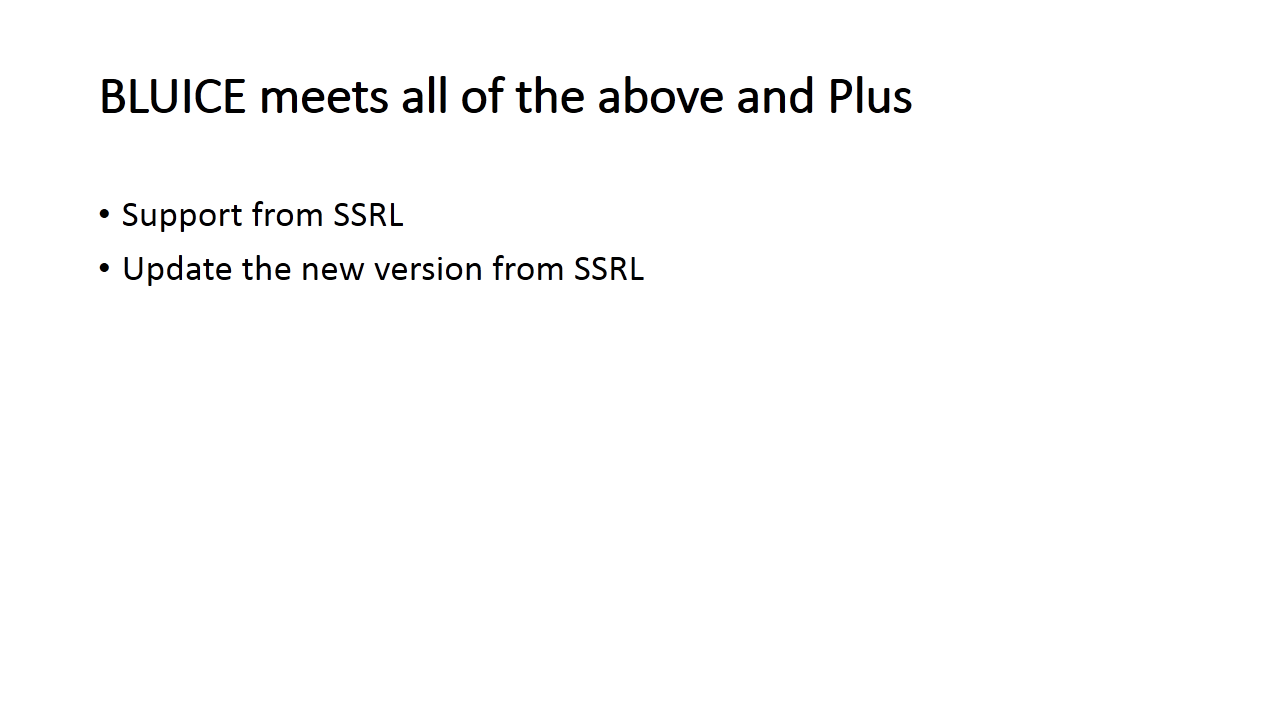 BLUICE meets all of the above and Plus
• Support from SSRL
• Update the new version from SSRL